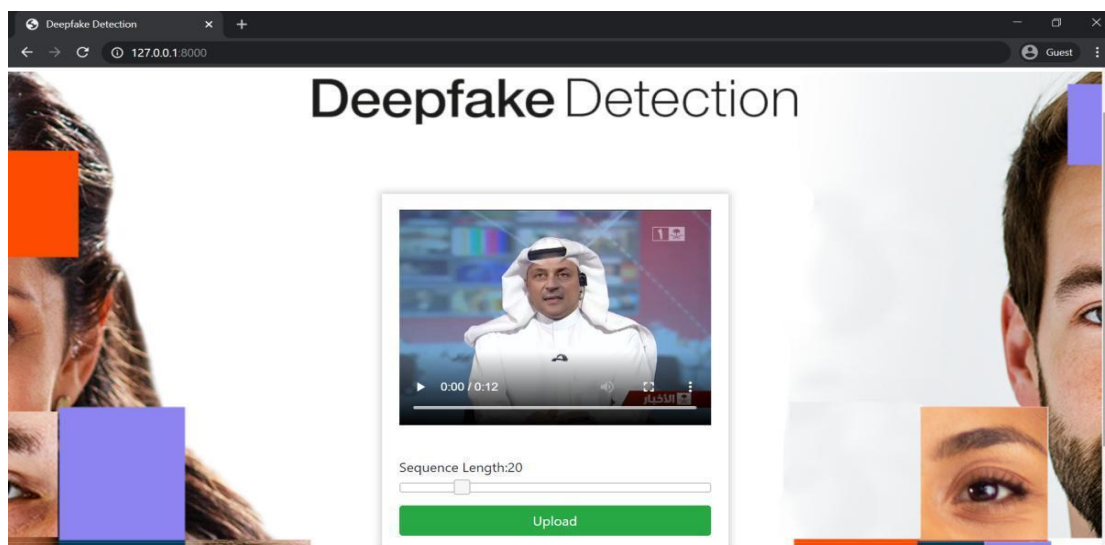 Deepfake Detection
127.0.0.1:8000
Guest
Deepfake Detection
1
0:00 / 0:12
الأخبار
Sequence Length:20
Upload